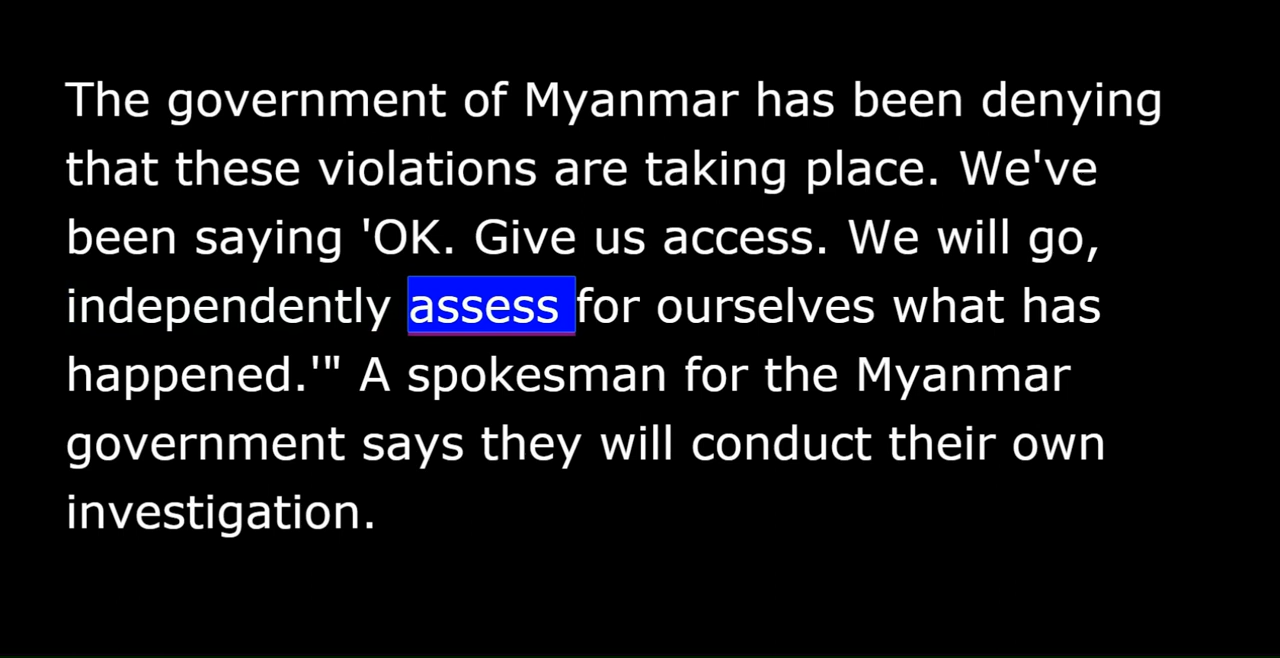 The government of Myanmar has been denying
that these violations are taking place. We've
been saying 'OK. Give us access. We will go,
independently assess for ourselves what has
happened.'" A spokesman for the Myanmar
government says they will conduct their own
investigation.